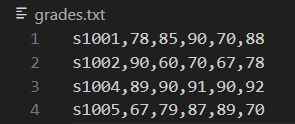 grades.txt
1 s1001,78,85,90,70,88
2 s1002,90,60,70,67,78
3 s1004,89,90,91,90,92
4 s1005,67,79,87,89,70